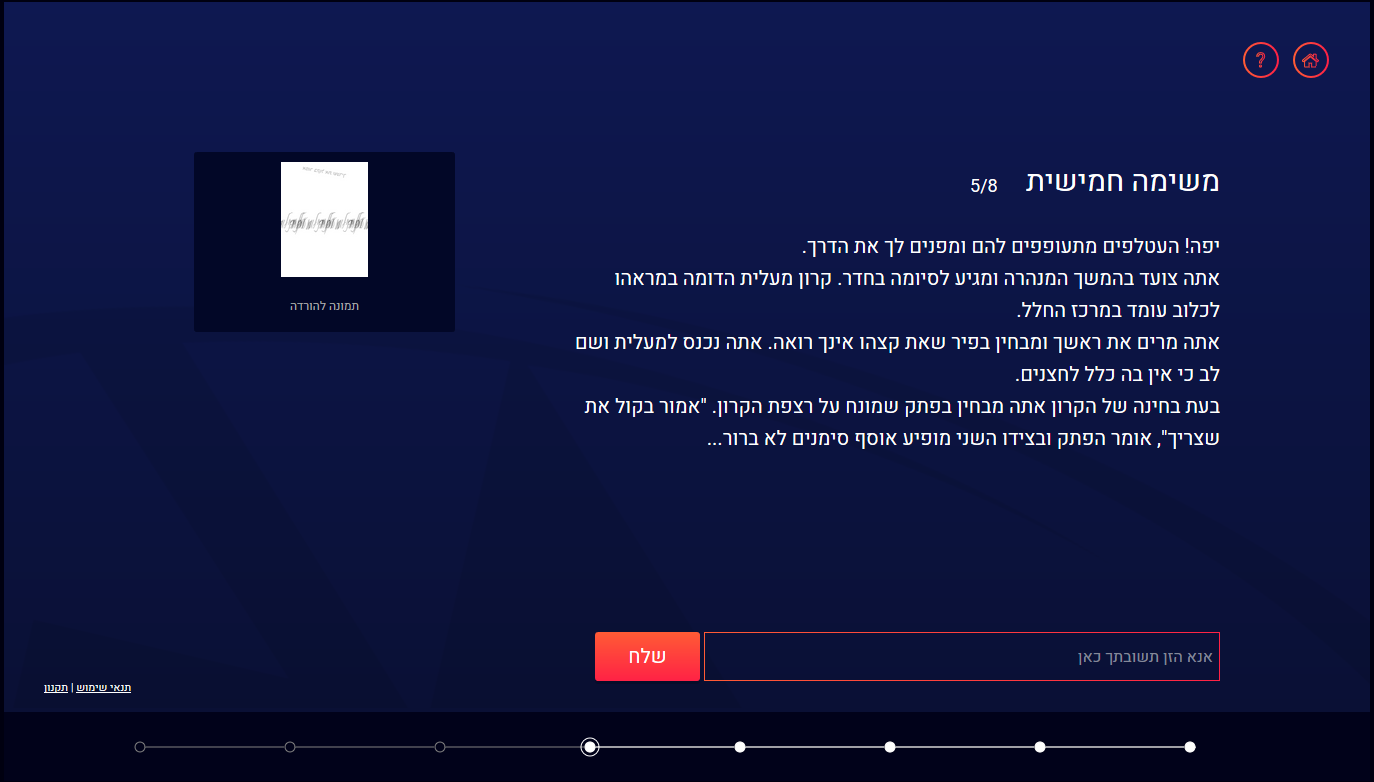 ?
משימה חמישית 5/8
יפה! העטלפים מתעופפים להם ומפנים לך את הדרך.
אתה צועד בהמשך המנהרה ומגיע לסיומה בחדר. קרון מעלית הדומה במראהו
לכלוב עומד במרכז החלל.
אתה מרים את ראשך ומבחין בפיר שאת קצהו אינך רואה. אתה נכנס למעלית ושם
לב כי אין בה כלל לחצנים.
בעת בחינה של הקרון אתה מבחין בפתק שמונח על רצפת הקרון. "אמור בקול את
שצריך", אומר הפתק ובצידו השני מופיע אוסף סימנים לא ברור...
תמונה להורדה
אנא הזן תשובתך כאן
שלח
תנאי שימוש | תקנון